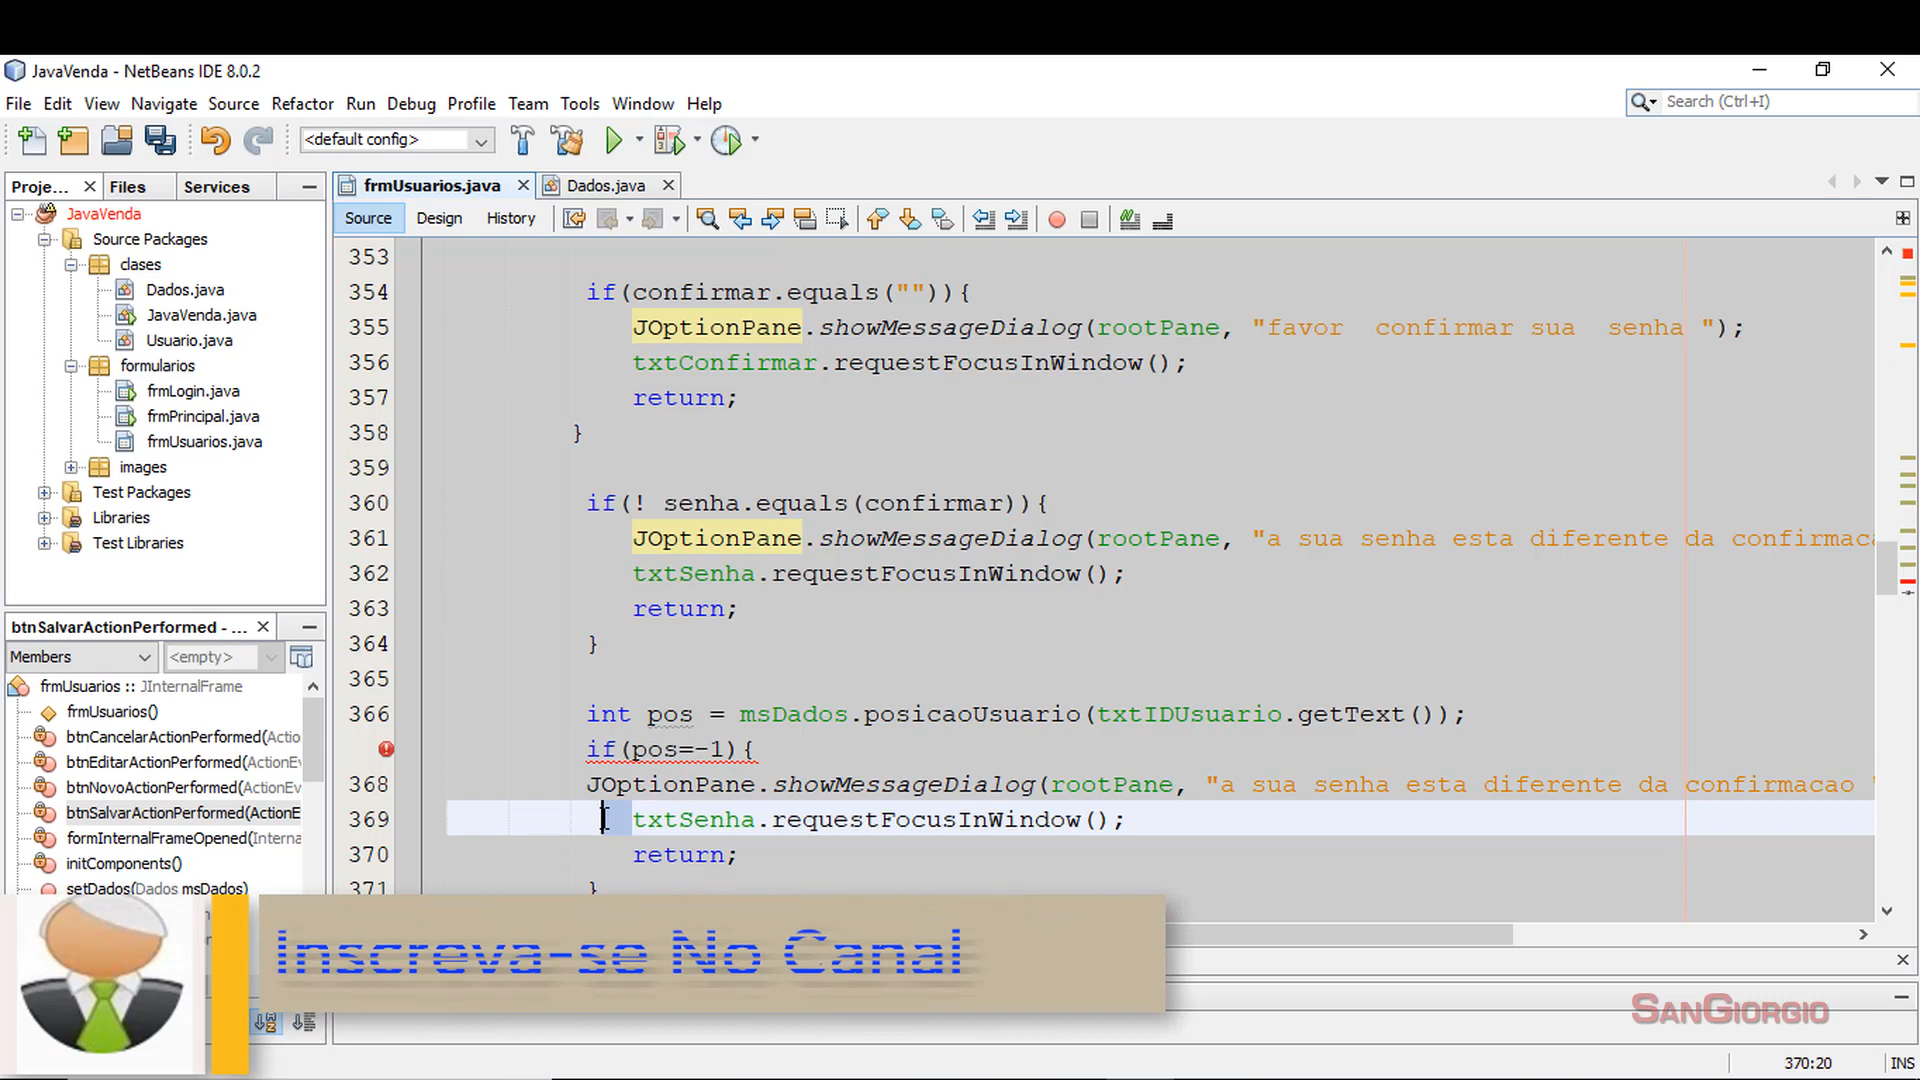 JavaVenda - NetBeans IDE 8.0.2
File Edit View Navigate Source Refactor Run Debug Profile Team Tools Window Help
Search (Ctrl+I)
<default config>
Proje... Files Services
frmUsuarios.java Dados.java
Source Design History
JavaVenda
Source Packages
clases
Dados.java
JavaVenda.java
Usuario.java
formularios
frmLogin.java
frmPrincipal.java
frmUsuarios.java
images
Test Packages
Libraries
Test Libraries
btnSalvarActionPerformed - ...
Members <empty>
frmUsuarios :: JInternalFrame
frmUsuarios()
btnCancelarActionPerformed(Actio
btnEditarActionPerformed(ActionEv
btnNovoActionPerformed(ActionEv
btnSalvarActionPerformed(ActionE
formInternalFrameOpened(Interna
initComponents()
setDados(Dados msDados)
353
354 if(confirmar.equals("")){
355 JOptionPane.showMessageDialog(rootPane, "favor  confirmar sua  senha ");
356 txtConfirmar.requestFocusInWindow();
357 return;
358 }
359
360 if(! senha.equals(confirmar)){
361 JOptionPane.showMessageDialog(rootPane, "a sua senha esta diferente da confirmaca
362 txtSenha.requestFocusInWindow();
363 return;
364 }
365
366 int pos = msDados.posicaoUsuario(txtIDUsuario.getText());
if(pos=-1){
368 JOptionPane.showMessageDialog(rootPane, "a sua senha esta diferente da confirmacao "
369 txtSenha.requestFocusInWindow();
370 return;
371 }
Inscreva-se No Canal
SANGIORGIO
370:20 INS